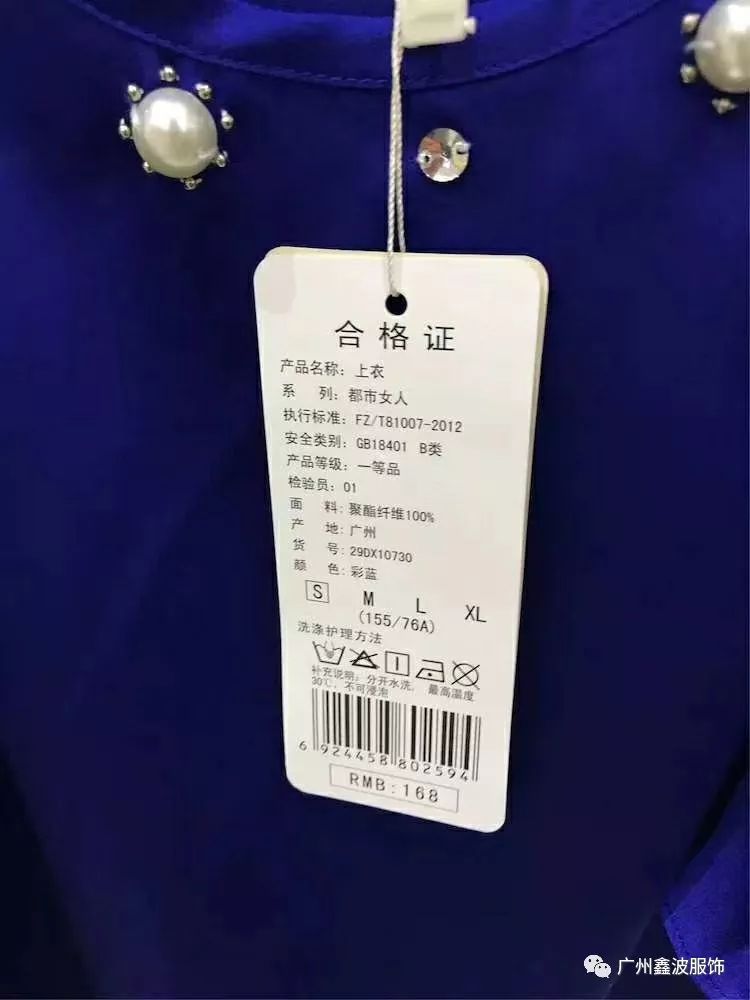 合格证
产品名称：上衣
系 列：都市女人
执行标准：FZ/T81007-2012
安全类别：GB18401 B类
产品等级：一等品
检验员：01
面 料：聚酯纤维100%
产 地：广州
货 号：29DX10730
颜 色：彩蓝
S M L XL
(155/76A)
洗涤护理方法
补充说明：分开水洗，最高温度
30℃，不可浸泡
6 924458 802594
RMB:168
广州鑫波服饰